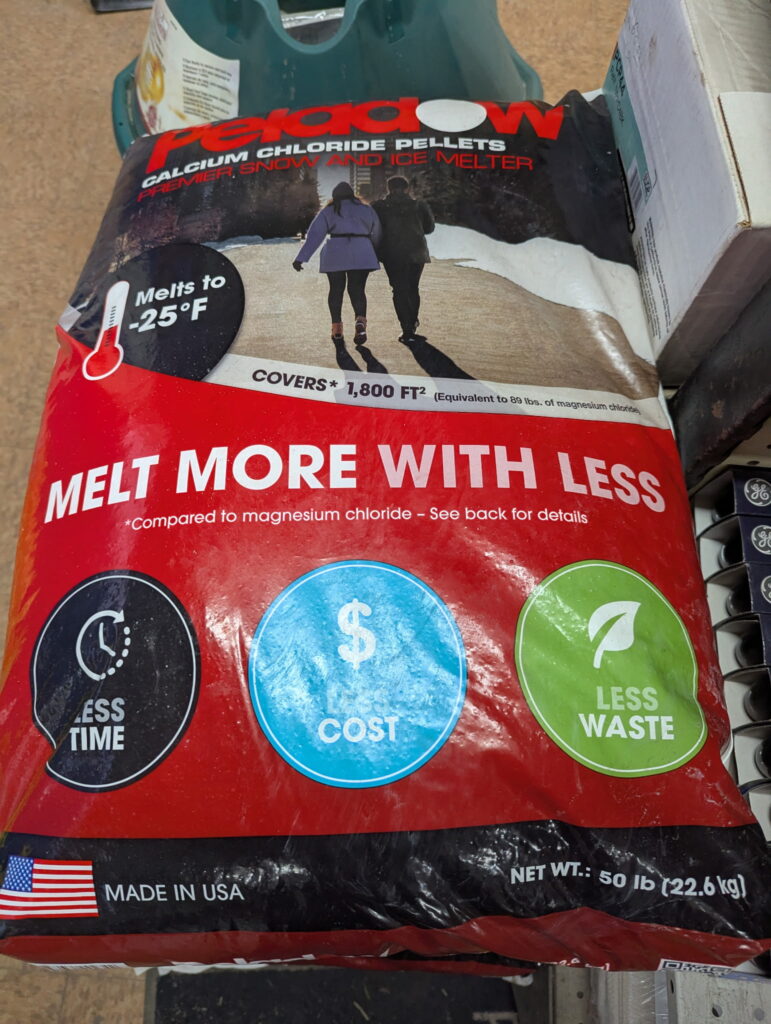 Peladow
CALCIUM CHLORIDE PELLETS
PREMIER SNOW AND ICE MELTER
Melts to
-25°F
COVERS* 1,800 FT² (Equivalent to 89 lbs. of magnesium chloride)
MELT MORE WITH LESS
*Compared to magnesium chloride – See back for details
LESS
TIME
$
LESS
COST
LESS
WASTE
MADE IN USA
NET WT.: 50 lb (22.6 kg)